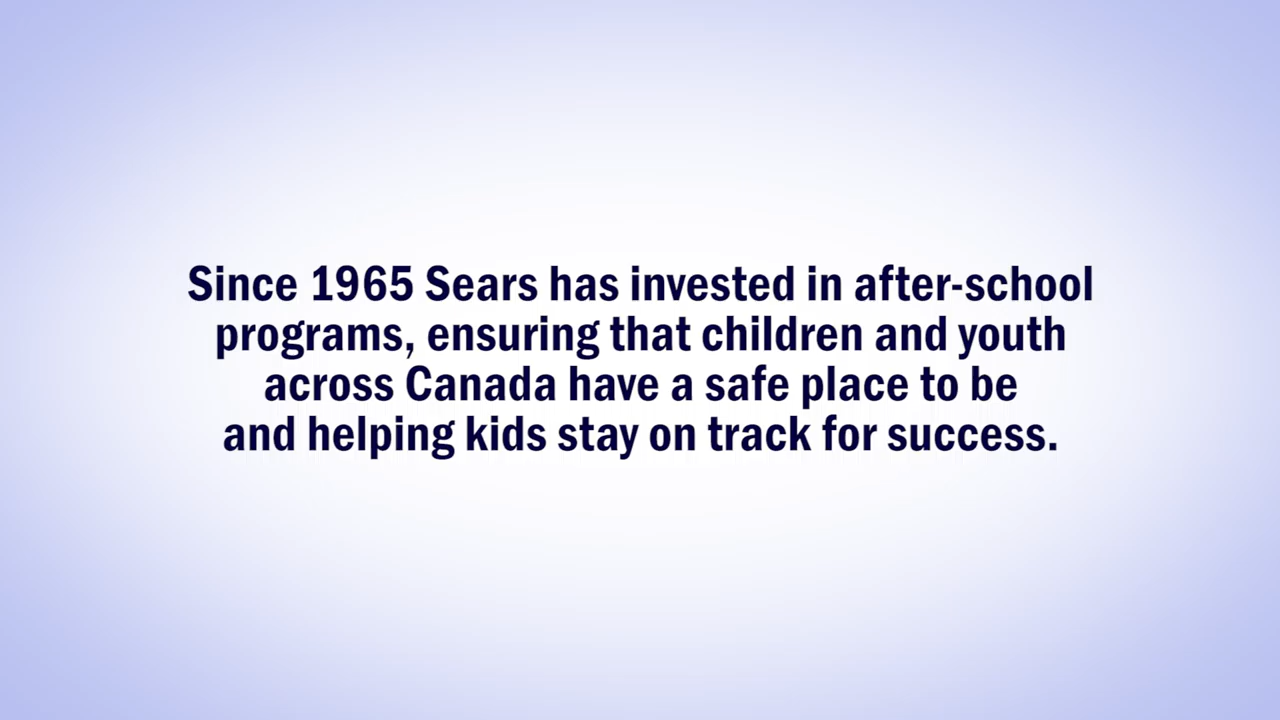 Since 1965 Sears has invested in after-school
programs, ensuring that children and youth
across Canada have a safe place to be
and helping kids stay on track for success.